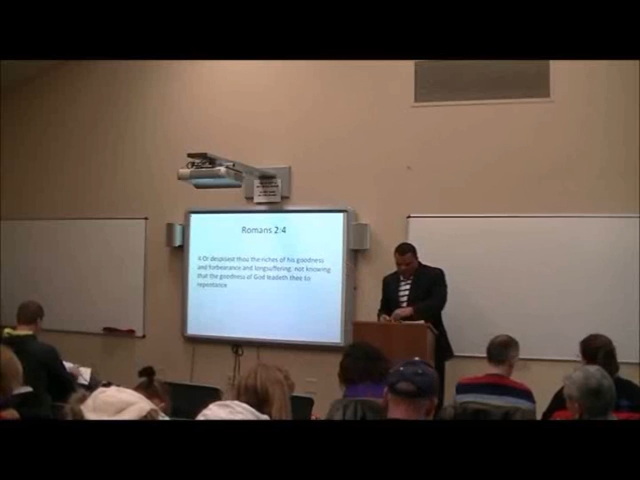 Romans 2:4
4 Or despisest thou the riches of his goodness
and forbearance and longsuffering; not knowing
that the goodness of God leadeth thee to
repentance